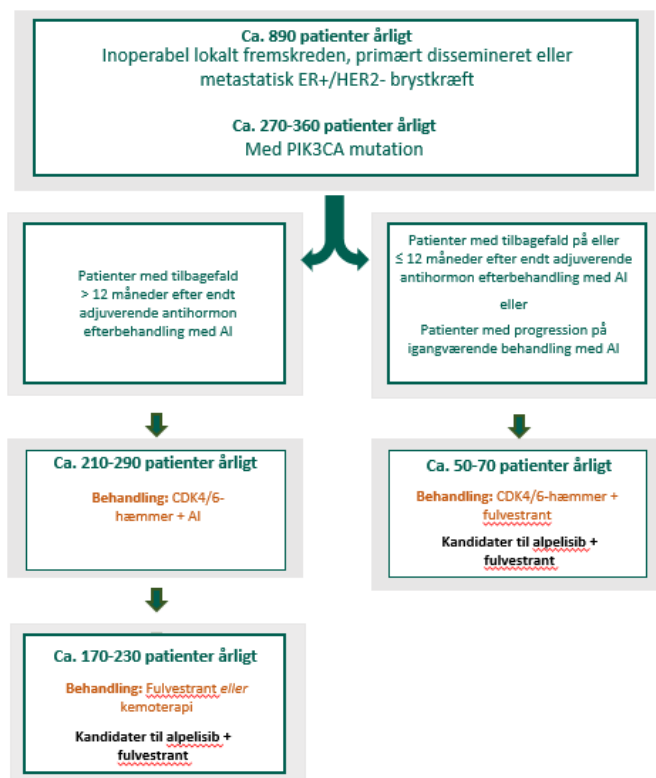 Ca. 890 patienter årligt
Inoperabel lokalt fremskreden, primært dissemineret eller
metastatisk ER+/HER2- brystkræft
Ca. 270-360 patienter årligt
Med PIK3CA mutation
Patienter med tilbagefald
> 12 måneder efter endt
adjuverende antihormon
efterbehandling med AI
Patienter med tilbagefald på eller
≤ 12 måneder efter endt adjuverende
antihormon efterbehandling med AI
eller
Patienter med progression på
igangværende behandling med AI
Ca. 210-290 patienter årligt
Behandling: CDK4/6-
hæmmer + AI
Ca. 50-70 patienter årligt
Behandling: CDK4/6-hæmmer +
fulvestrant
Kandidater til alpelisib +
fulvestrant
Ca. 170-230 patienter årligt
Behandling: Fulvestrant eller
kemoterapi
Kandidater til alpelisib +
fulvestrant